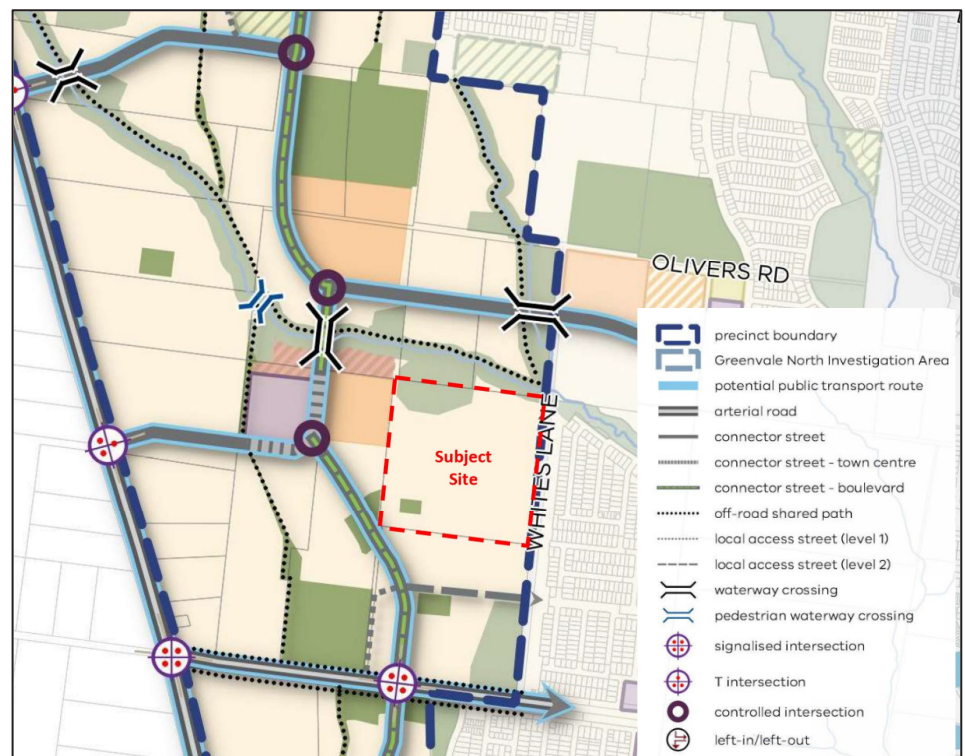 OLIVERS RD
WHITES LANE
Subject
Site
precinct boundary
Greenvale North Investigation Area
potential public transport route
arterial road
connector street
connector street - town centre
connector street - boulevard
off-road shared path
local access street (level 1)
local access street (level 2)
waterway crossing
pedestrian waterway crossing
signalised intersection
T intersection
controlled intersection
left-in/left-out